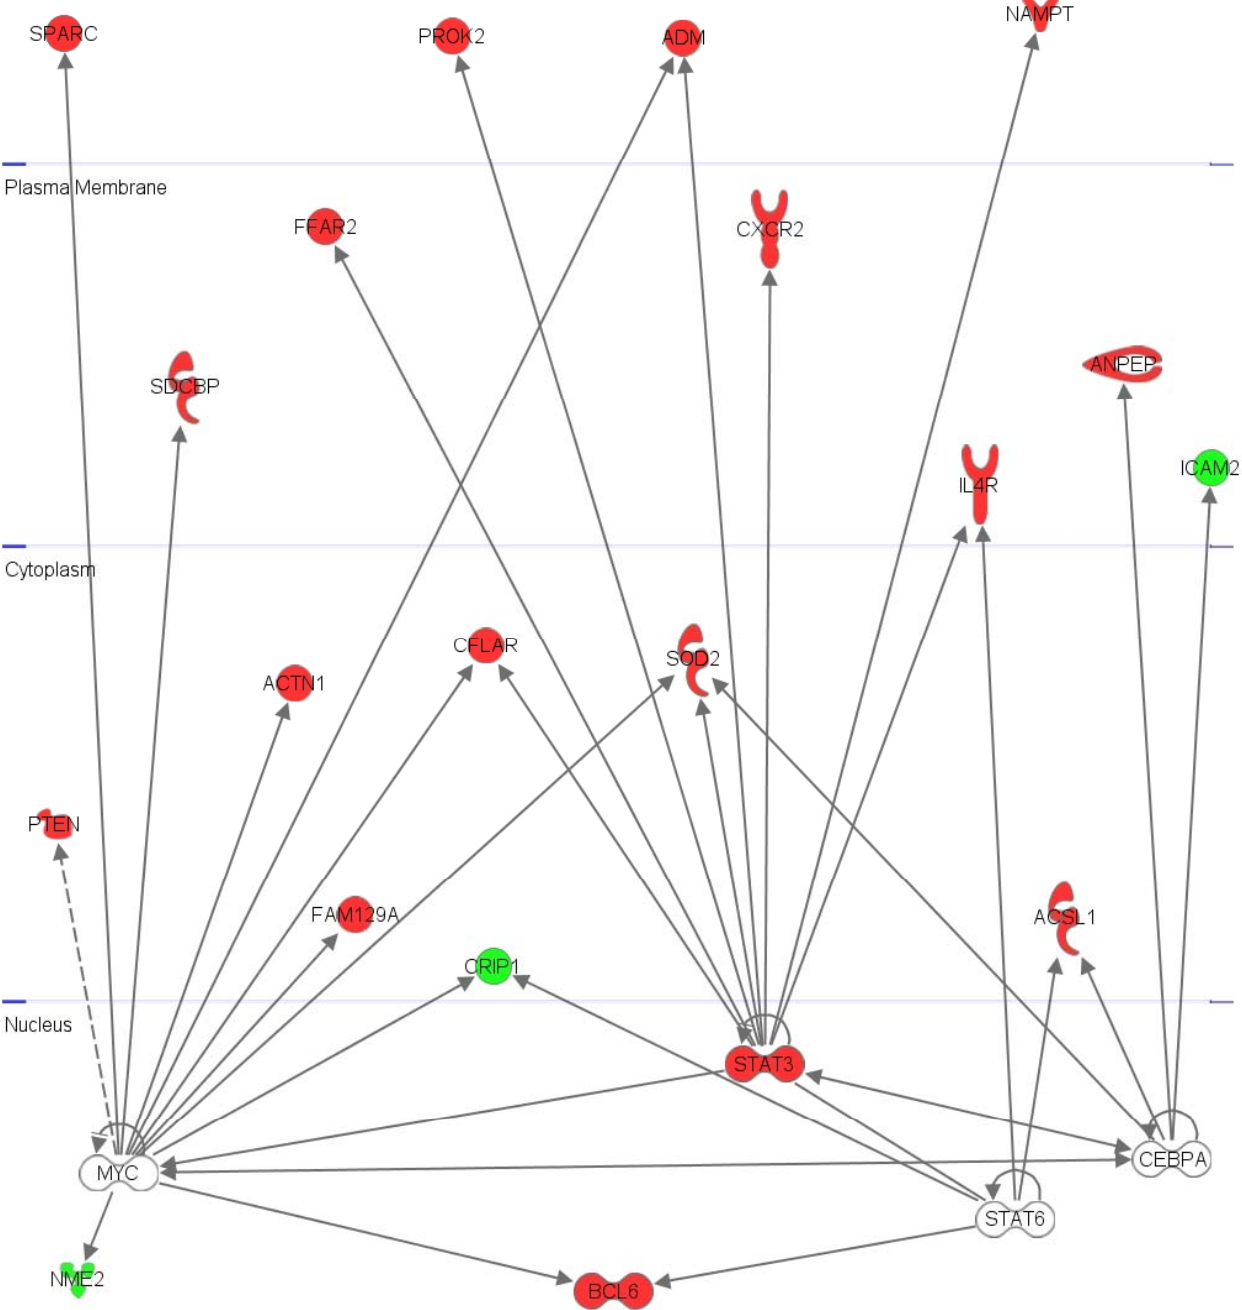 NAMPT
SPARC
PROK2
ADM
Plasma Membrane
FFAR2
CXCR2
SDCBP
ANPEP
ICAM2
IL4R
Cytoplasm
CFLAR
SOD2
ACTN1
PTEN
FAM129A
ACSL1
CRIP1
Nucleus
STAT3
CEBPA
MYC
STAT6
NME2
BCL6